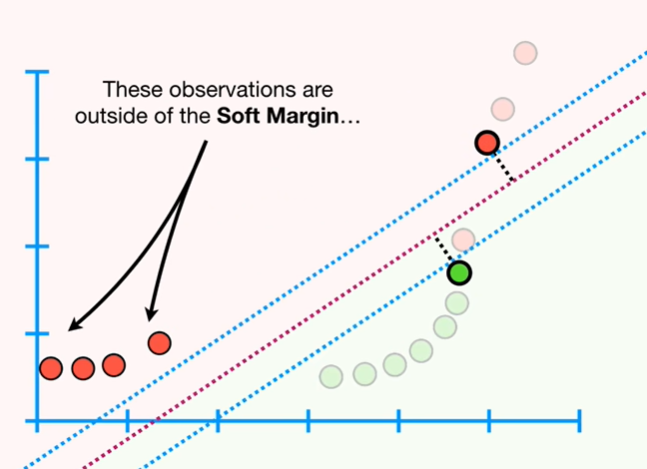 These observations are
outside of the Soft Margin…